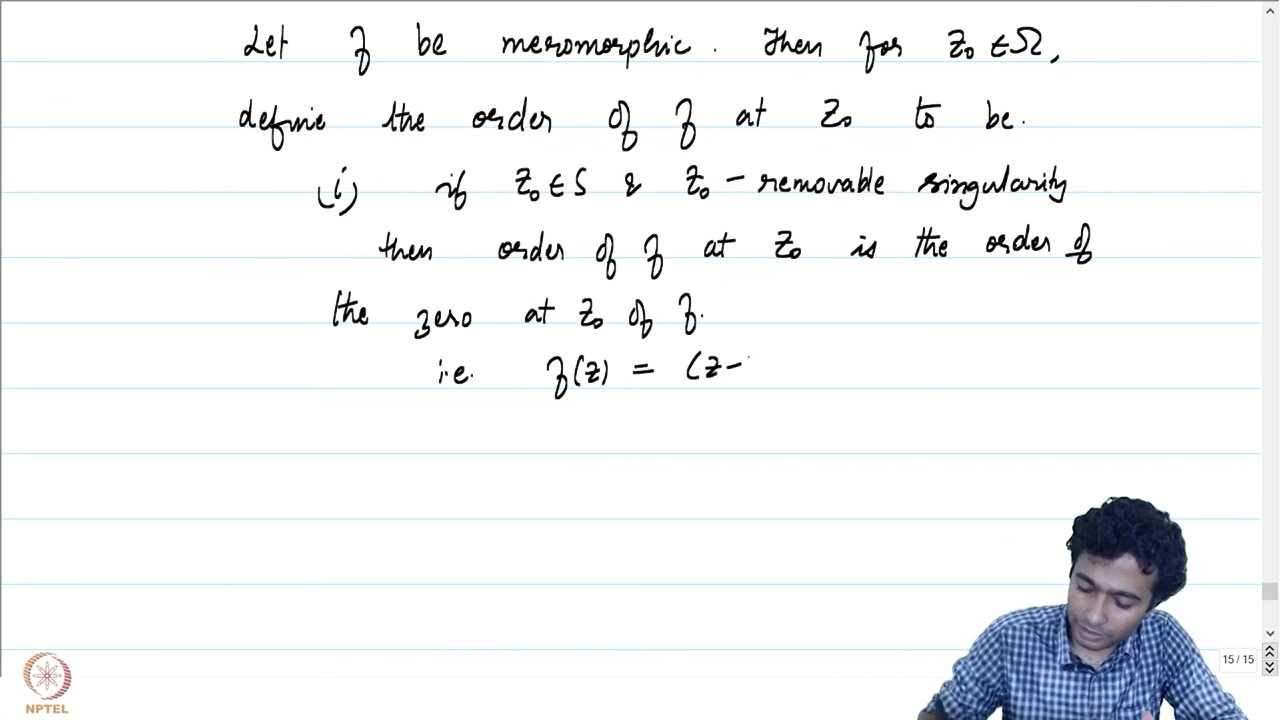 Let f be meromorphic. Then for z₀ ∈ Ω,
define the order of f at z₀ to be.
(i) if z₀ ∈ S & z₀ - removable singularity
then order of f at z₀ is the order of
the zero at z₀ of f.
i.e. f(z) = (z-
15 / 15
NPTEL